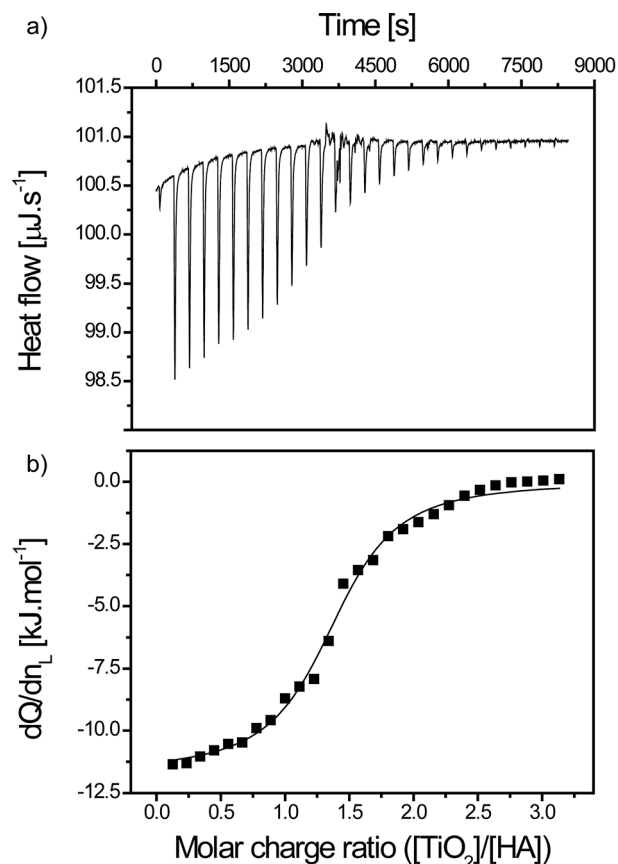 a)
Time [s]
0 1500 3000 4500 6000 7500 9000
101.5
101.0
100.5
100.0
99.5
99.0
98.5
Heat flow [µJ.s⁻¹]
b)
0.0
-2.5
-5.0
-7.5
-10.0
-12.5
dQ/dn_L [kJ.mol⁻¹]
0.0 0.5 1.0 1.5 2.0 2.5 3.0
Molar charge ratio ([TiO₂]/[HA])